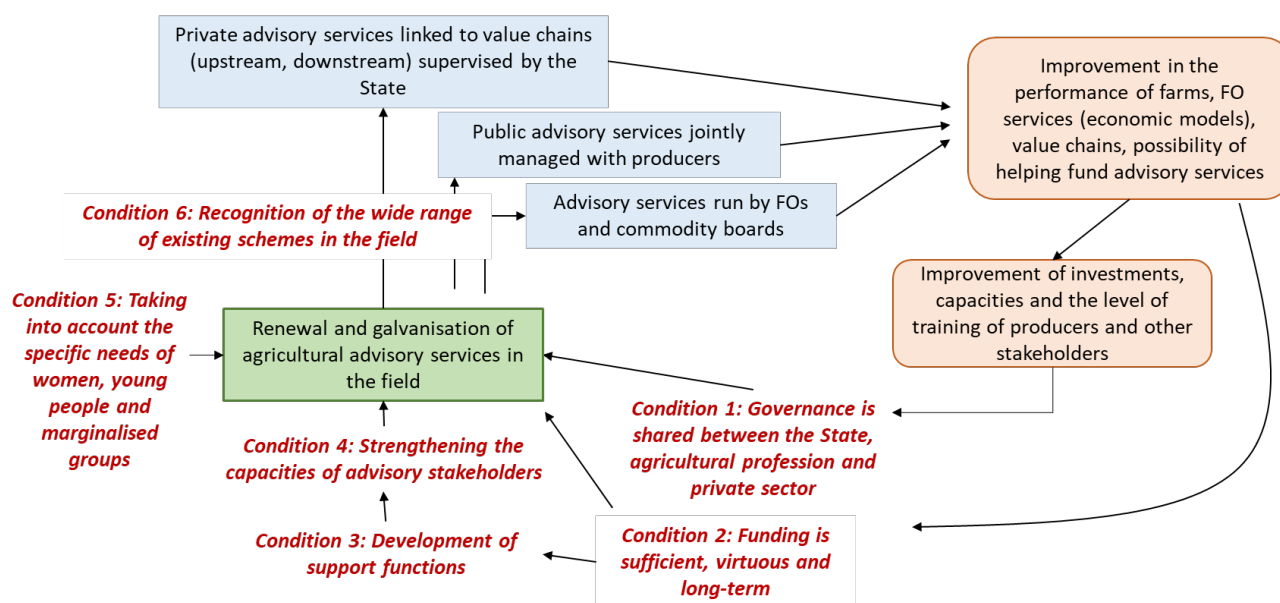 Private advisory services linked to value chains
(upstream, downstream) supervised by the
State
Public advisory services jointly
managed with producers
Advisory services run by FOs
and commodity boards
Improvement in the
performance of farms, FO
services (economic models),
value chains, possibility of
helping fund advisory services
Condition 6: Recognition of the wide range
of existing schemes in the field
Improvement of investments,
capacities and the level of
training of producers and other
stakeholders
Condition 5: Taking
into account the
specific needs of
women, young
people and
marginalised
groups
Renewal and galvanisation of
agricultural advisory services in
the field
Condition 1: Governance is
shared between the State,
agricultural profession and
private sector
Condition 4: Strengthening the
capacities of advisory stakeholders
Condition 3: Development of
support functions
Condition 2: Funding is
sufficient, virtuous and
long-term